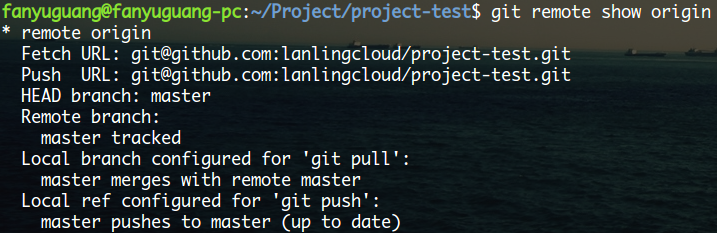 fanyuguang@fanyuguang-pc:~/Project/project-test$ git remote show origin
* remote origin
  Fetch URL: git@github.com:lanlingcloud/project-test.git
  Push  URL: git@github.com:lanlingcloud/project-test.git
  HEAD branch: master
  Remote branch:
    master tracked
  Local branch configured for 'git pull':
    master merges with remote master
  Local ref configured for 'git push':
    master pushes to master (up to date)